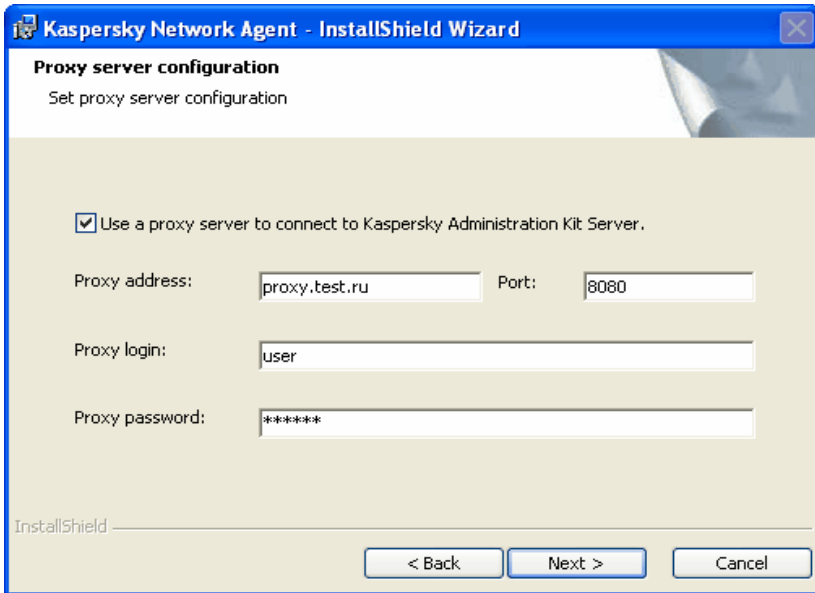 Kaspersky Network Agent - InstallShield Wizard
Proxy server configuration
Set proxy server configuration
Use a proxy server to connect to Kaspersky Administration Kit Server.
Proxy address: proxy.test.ru Port: 8080
Proxy login: user
Proxy password: ******
InstallShield
< Back Next > Cancel